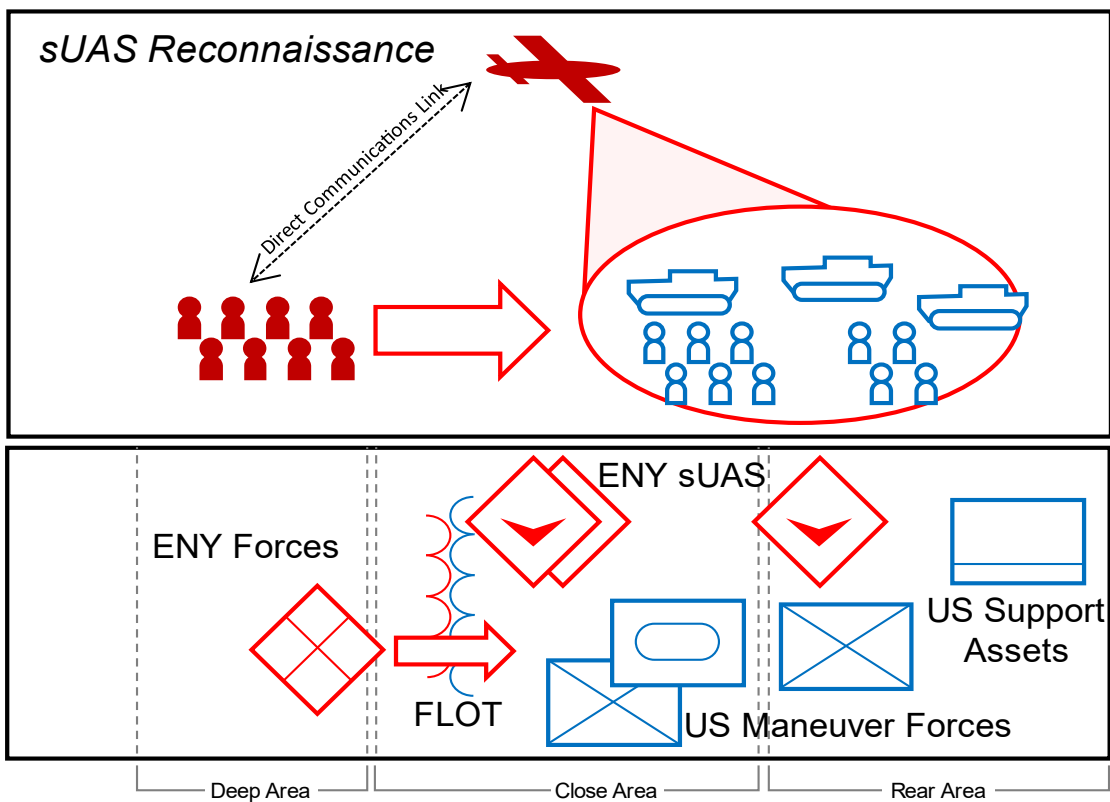 sUAS Reconnaissance
Direct Communications Link
ENY sUAS
ENY Forces
US Support
Assets
FLOT
US Maneuver Forces
Deep Area
Close Area
Rear Area